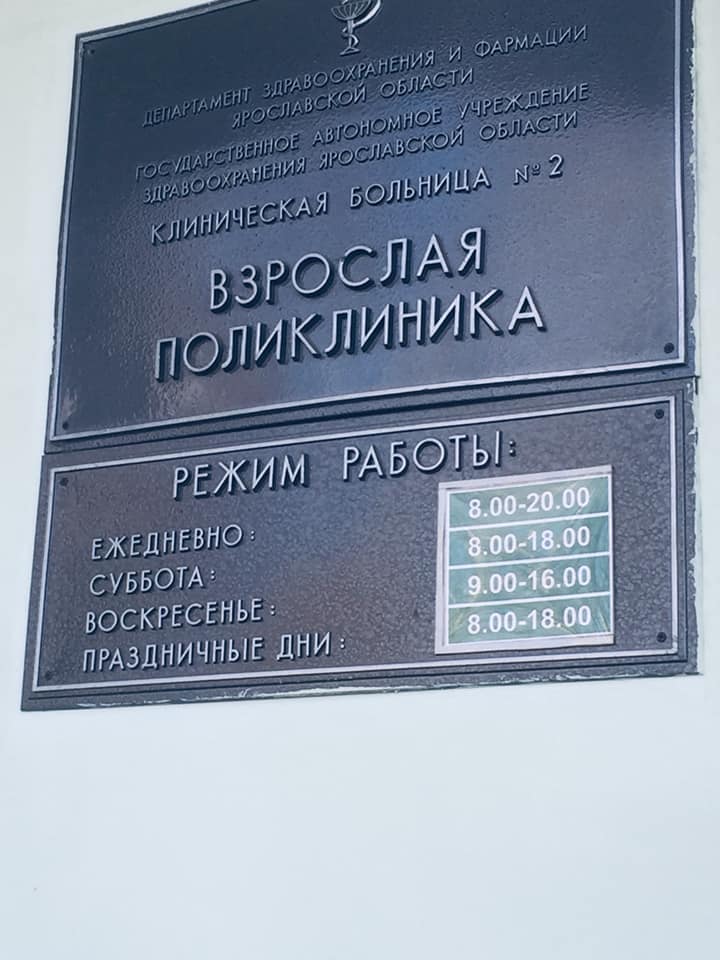 ДЕПАРТАМЕНТ ЗДРАВООХРАНЕНИЯ И ФАРМАЦИИ
ЯРОСЛАВСКОЙ ОБЛАСТИ
ГОСУДАРСТВЕННОЕ АВТОНОМНОЕ УЧРЕЖДЕНИЕ
ЗДРАВООХРАНЕНИЯ ЯРОСЛАВСКОЙ ОБЛАСТИ
КЛИНИЧЕСКАЯ БОЛЬНИЦА №2
ВЗРОСЛАЯ
ПОЛИКЛИНИКА
РЕЖИМ РАБОТЫ:
ЕЖЕДНЕВНО: 8.00-20.00
СУББОТА: 8.00-18.00
ВОСКРЕСЕНЬЕ: 9.00-16.00
ПРАЗДНИЧНЫЕ ДНИ: 8.00-18.00